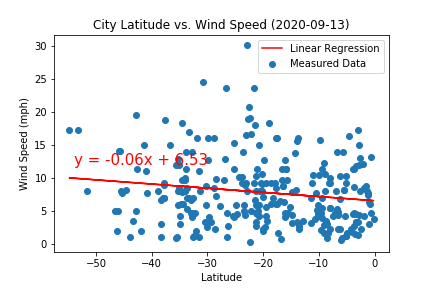 City Latitude vs. Wind Speed (2020-09-13)
Linear Regression
Measured Data
y = -0.06x + 6.53
Wind Speed (mph)
30
25
20
15
10
5
0
−50 −40 −30 −20 −10 0
Latitude